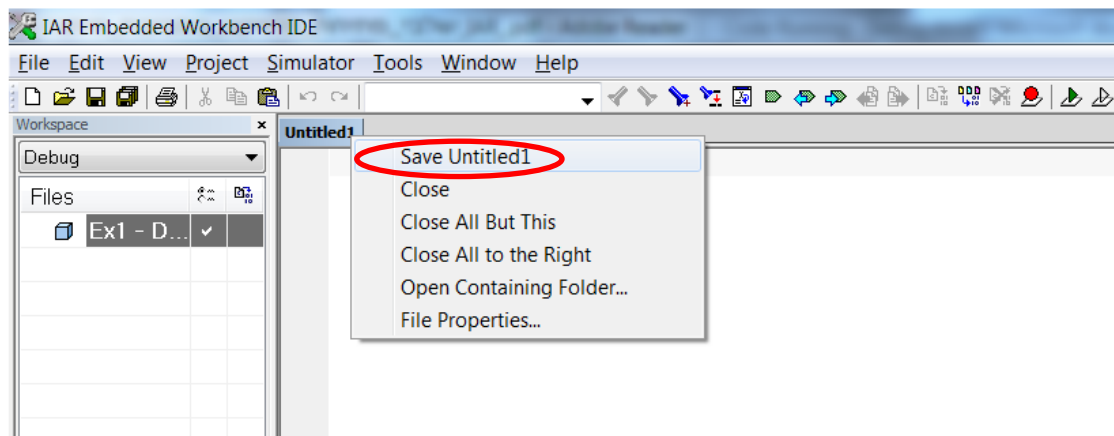 IAR Embedded Workbench IDE
File Edit View Project Simulator Tools Window Help
Workspace
Untitled1
Debug
Save Untitled1
Files
Close
Ex1 - D...
Close All But This
Close All to the Right
Open Containing Folder...
File Properties...